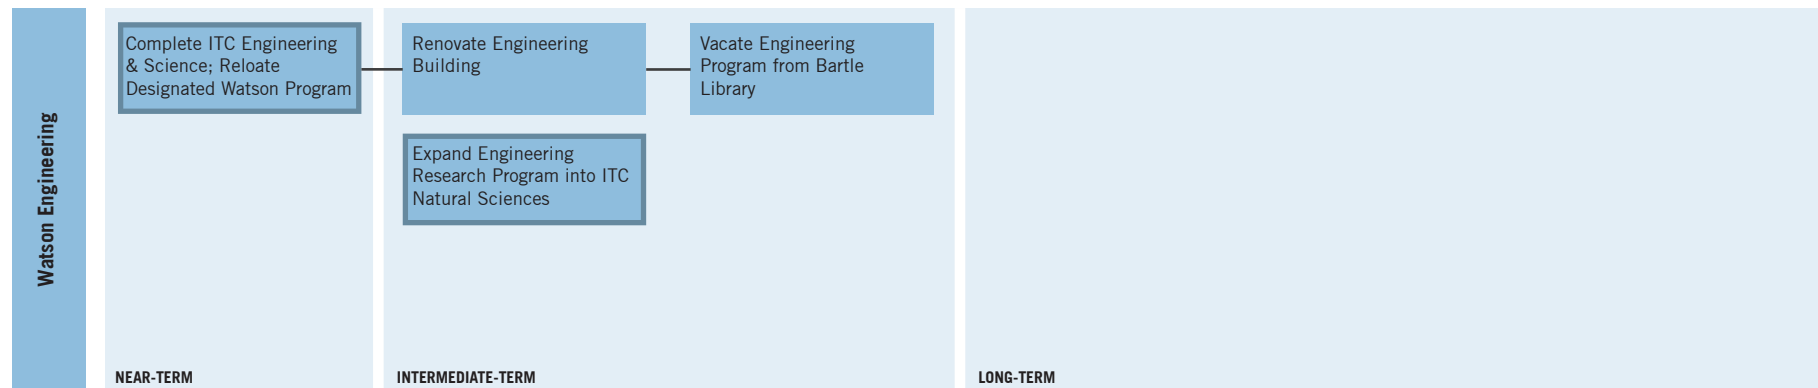 Watson Engineering
Complete ITC Engineering
& Science; Reloate
Designated Watson Program
Renovate Engineering
Building
Vacate Engineering
Program from Bartle
Library
Expand Engineering
Research Program into ITC
Natural Sciences
NEAR-TERM
INTERMEDIATE-TERM
LONG-TERM